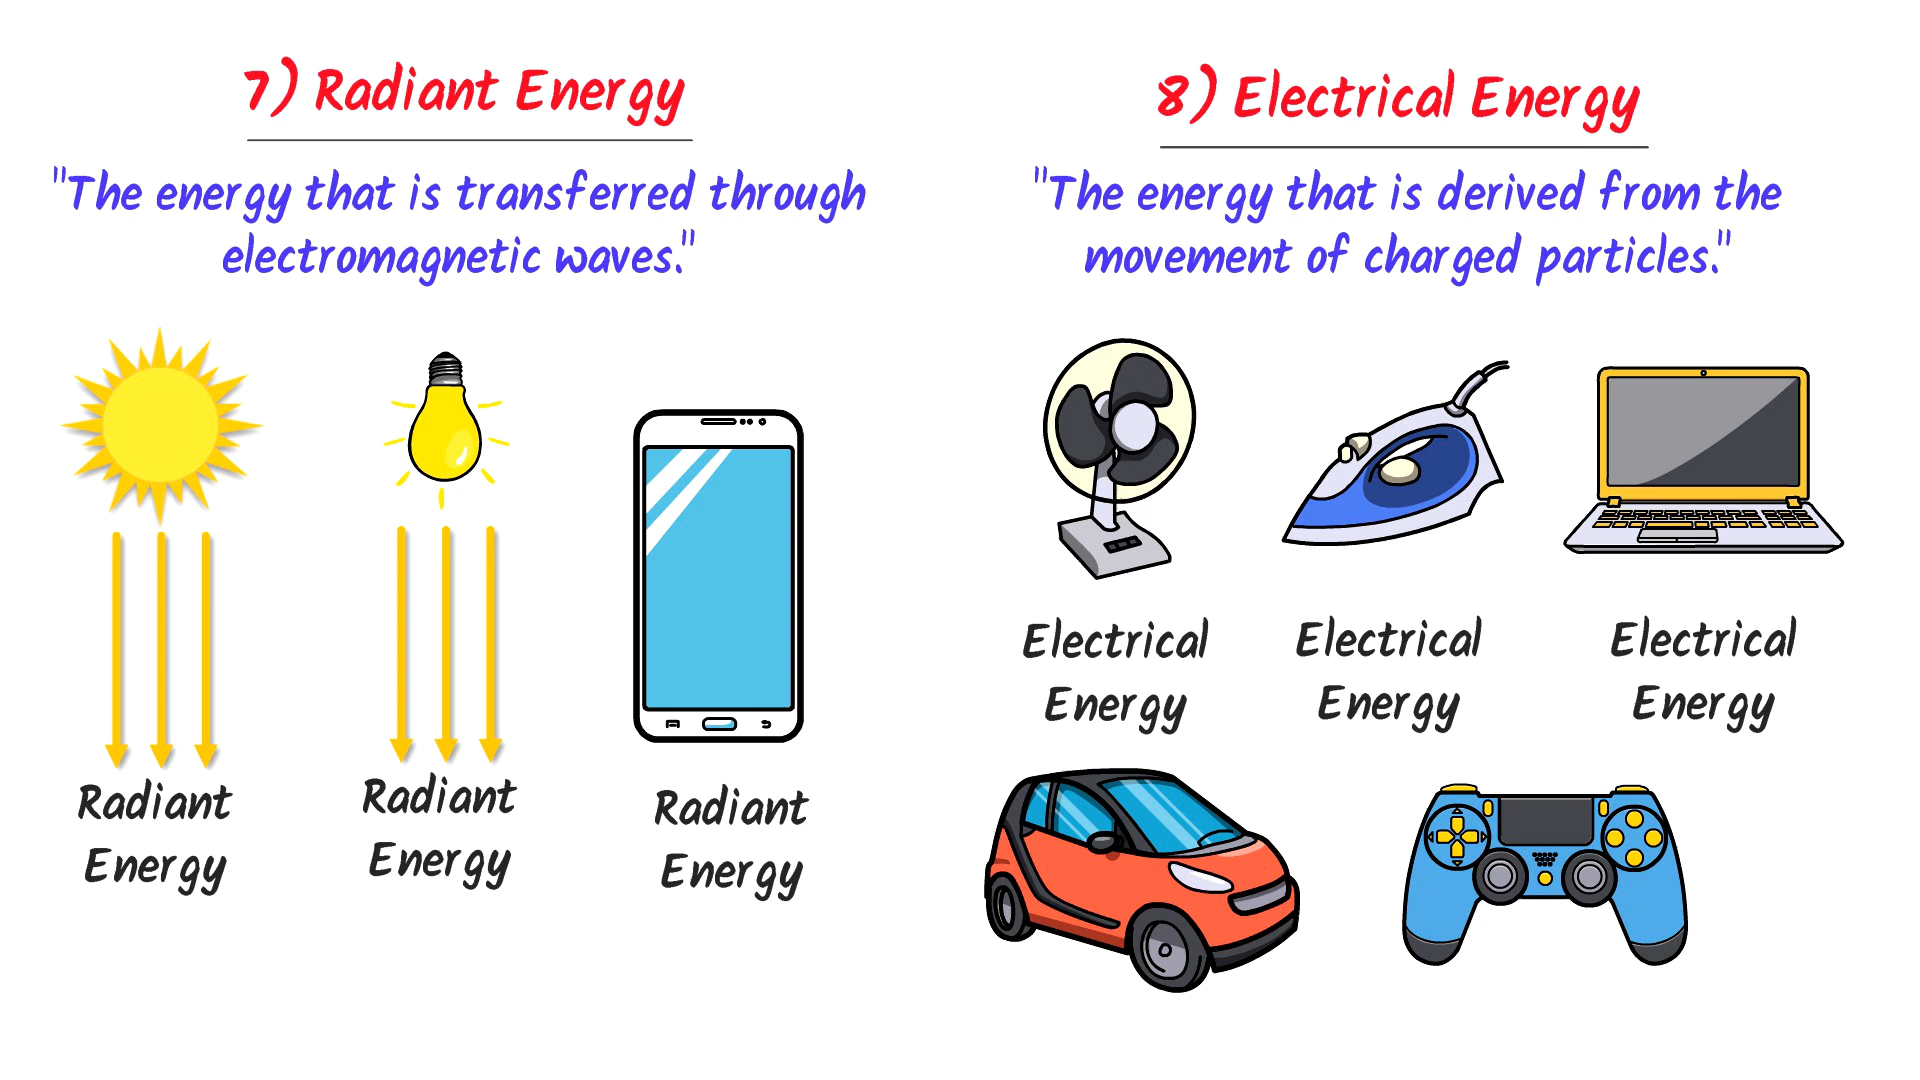 7) Radiant Energy
"The energy that is transferred through
electromagnetic waves."
Radiant
Energy
Radiant
Energy
Radiant
Energy
8) Electrical Energy
"The energy that is derived from the
movement of charged particles."
Electrical
Energy
Electrical
Energy
Electrical
Energy